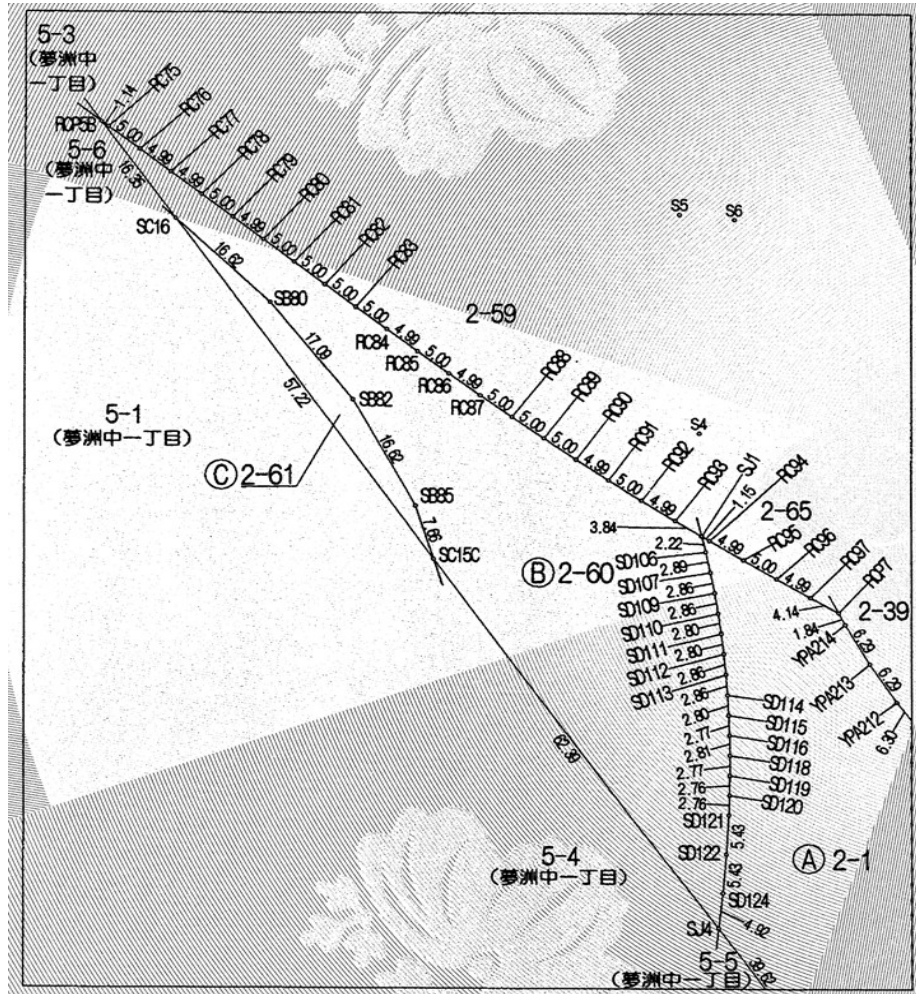 5-3
(夢洲中
一丁目)
RCP5B
1.14
RC75
5.00
RC76
4.99
RC77
4.99
RC78
5.00
RC79
4.99
RC80
5.00
RC81
5.00
RC82
5.00
RC83
5-6
(夢洲中
一丁目)
16.35
SC16
S5
S6
16.62
SB80
5.00
RC84
4.99
RC85
5.00
RC86
4.99
RC87
2-59
5.00
RC88
5.00
RC89
5.00
RC90
4.99
RC91
5.00
RC92
4.99
RC93
S4
SJ1
1.15
RC94
17.09
57.22
SB82
5-1
(夢洲中一丁目)
16.62
Ⓒ 2-61
SB85
7.66
SC15C
3.84
2-65
4.99
RC95
5.00
RC96
4.99
RC97
RCP7
4.14
2-39
1.84
YPA214
6.29
YPA213
6.29
YPA212
6.30
Ⓑ 2-60
2.22
SD106
2.89
SD107
2.86
SD109
2.86
SD110
2.80
SD111
2.80
SD112
2.86
SD113
2.86
SD114
2.80
SD115
2.77
SD116
2.81
SD118
2.77
SD119
2.76
SD120
2.76
SD121
62.39
5.43
SD122
5.43
Ⓐ 2-1
5-4
(夢洲中一丁目)
SD124
4.92
SJ4
5-5
(夢洲中一丁目)
39.62